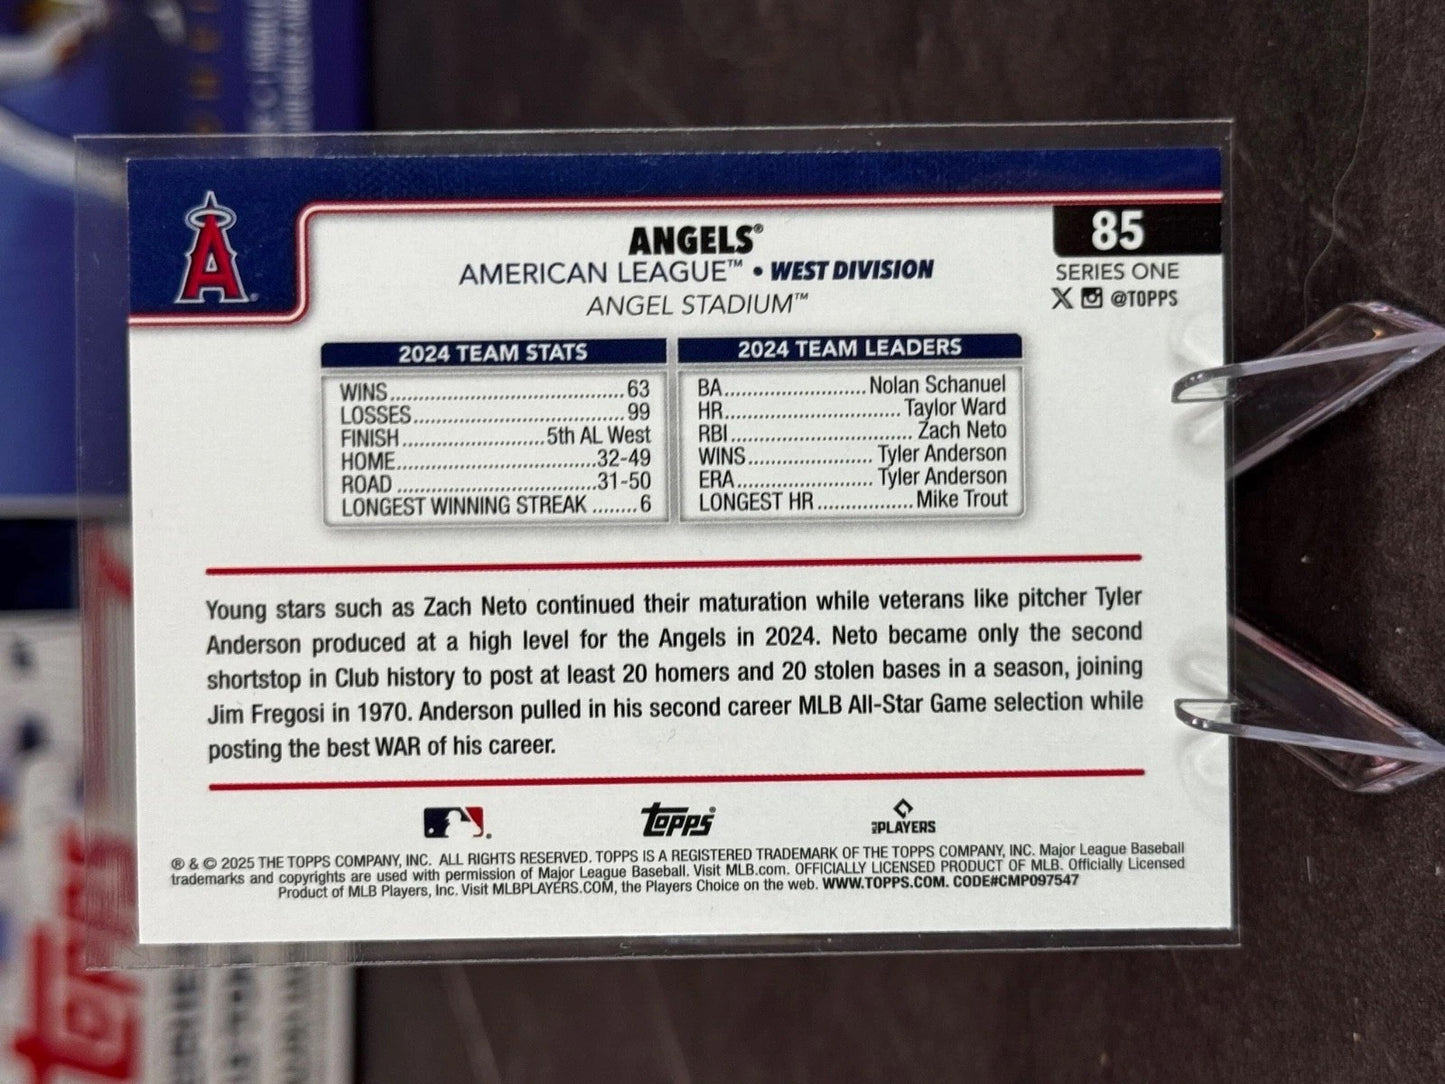 ANGELS®
AMERICAN LEAGUE™ • WEST DIVISION
ANGEL STADIUM™
85
SERIES ONE
@TOPPS
2024 TEAM STATS
WINS..........................................63
LOSSES.....................................99
FINISH.........................5th AL West
HOME...................................32-49
ROAD ...................................31-50
LONGEST WINNING STREAK ........6
2024 TEAM LEADERS
BA.........................Nolan Schanuel
HR............................... Taylor Ward
RBI................................ Zach Neto
WINS...................... Tyler Anderson
ERA........................ Tyler Anderson
LONGEST HR.................Mike Trout
Young stars such as Zach Neto continued their maturation while veterans like pitcher Tyler
Anderson produced at a high level for the Angels in 2024. Neto became only the second
shortstop in Club history to post at least 20 homers and 20 stolen bases in a season, joining
Jim Fregosi in 1970. Anderson pulled in his second career MLB All-Star Game selection while
posting the best WAR of his career.
topps
MLB PLAYERS
® & © 2025 THE TOPPS COMPANY, INC. ALL RIGHTS RESERVED. TOPPS IS A REGISTERED TRADEMARK OF THE TOPPS COMPANY, INC. Major League Baseball
trademarks and copyrights are used with permission of Major League Baseball. Visit MLB.com. OFFICIALLY LICENSED PRODUCT OF MLB. Officially Licensed
Product of MLB Players, Inc. Visit MLBPLAYERS.COM, the Players Choice on the web. WWW.TOPPS.COM. CODE#CMP097547
topps